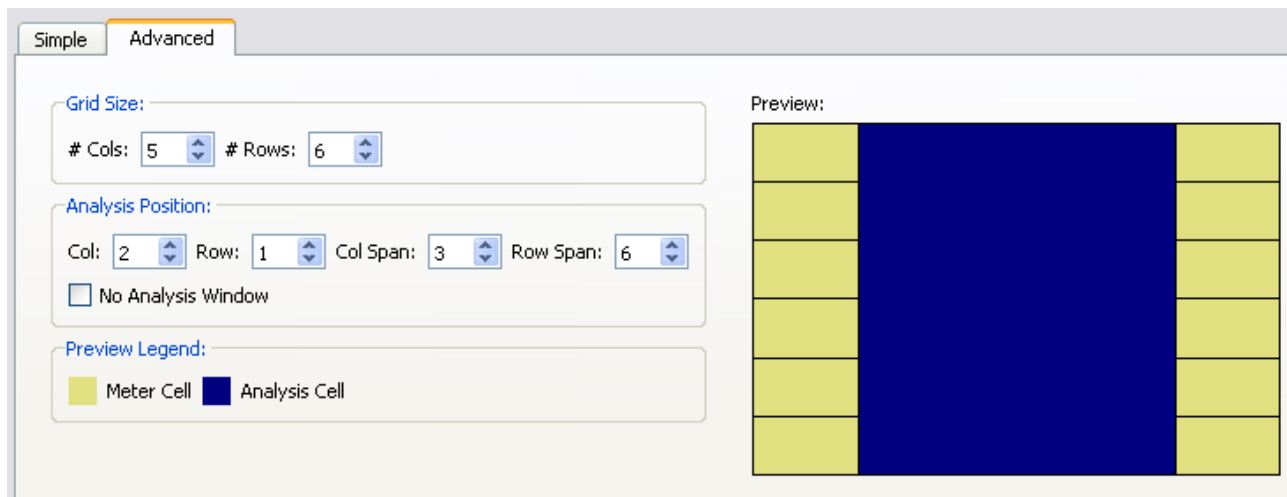 Simple Advanced
Grid Size:
# Cols: 5 # Rows: 6
Analysis Position:
Col: 2 Row: 1 Col Span: 3 Row Span: 6
No Analysis Window
Preview Legend:
Meter Cell Analysis Cell
Preview: